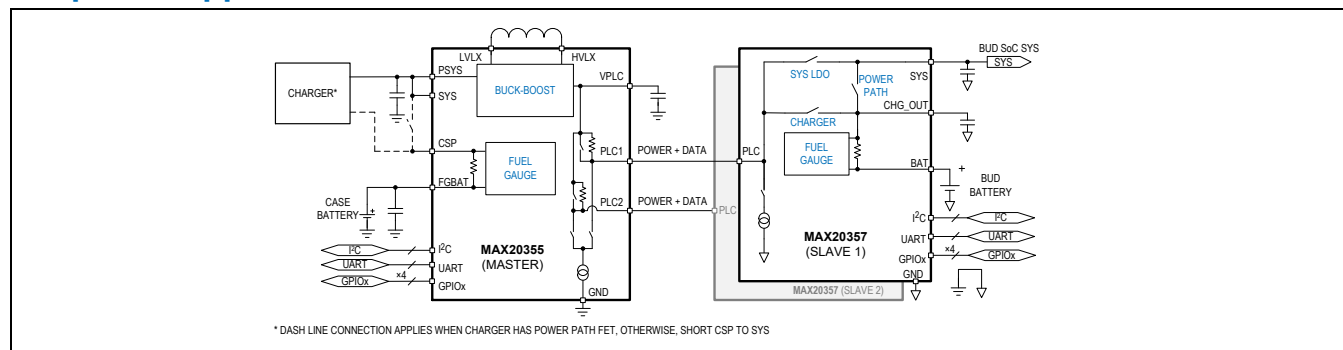 LVLX
HVLX
PSYS
SYS
BUCK-BOOST
VPLC
CHARGER*
CSP
FGBAT
FUEL
GAUGE
PLC1
POWER + DATA
PLC2
POWER + DATA
CASE
BATTERY
+
I²C
UART
GPIOx
×4
I²C
UART
GPIOx
MAX20355
(MASTER)
GND
PLC
PLC
SYS LDO
POWER
PATH
CHARGER
FUEL
GAUGE
SYS
CHG_OUT
BAT
BUD SoC SYS
SYS
+
BUD
BATTERY
I²C
UART
GPIOx
×4
I²C
UART
GPIOx
MAX20357
(SLAVE 1)
GND
MAX20357 (SLAVE 2)
* DASH LINE CONNECTION APPLIES WHEN CHARGER HAS POWER PATH FET, OTHERWISE, SHORT CSP TO SYS